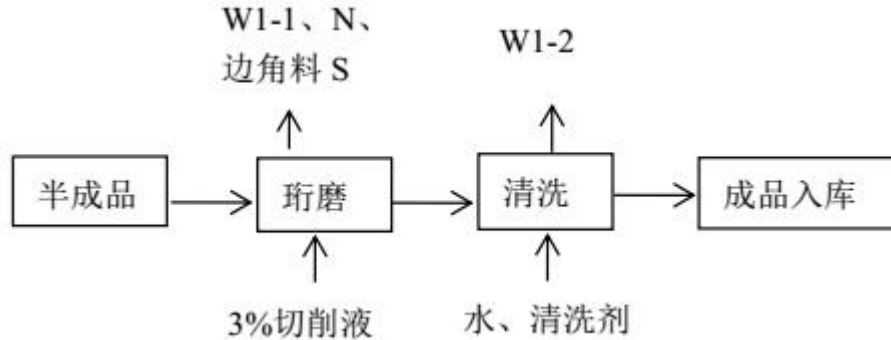 W1-1、N、
边角料 S
W1-2
半成品
珩磨
清洗
成品入库
3%切削液
水、清洗剂